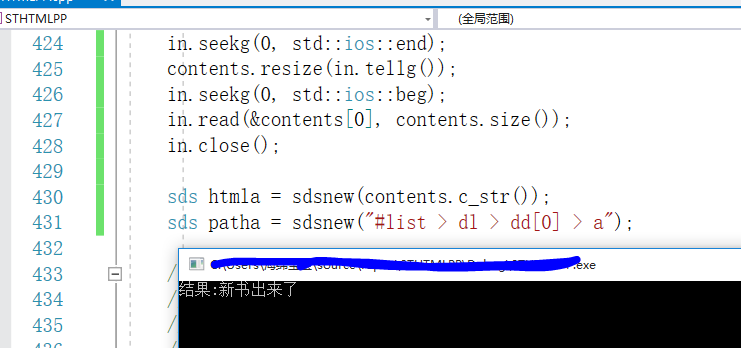 STHTMLPP
(全局范围)
424 in.seekg(0, std::ios::end);
425 contents.resize(in.tellg());
426 in.seekg(0, std::ios::beg);
427 in.read(&contents[0], contents.size());
428 in.close();
429
430 sds htmla = sdsnew(contents.c_str());
431 sds patha = sdsnew("#list > dl > dd[0] > a");
432
.exe
433 /
结果:新书出来了
434 /
435 /